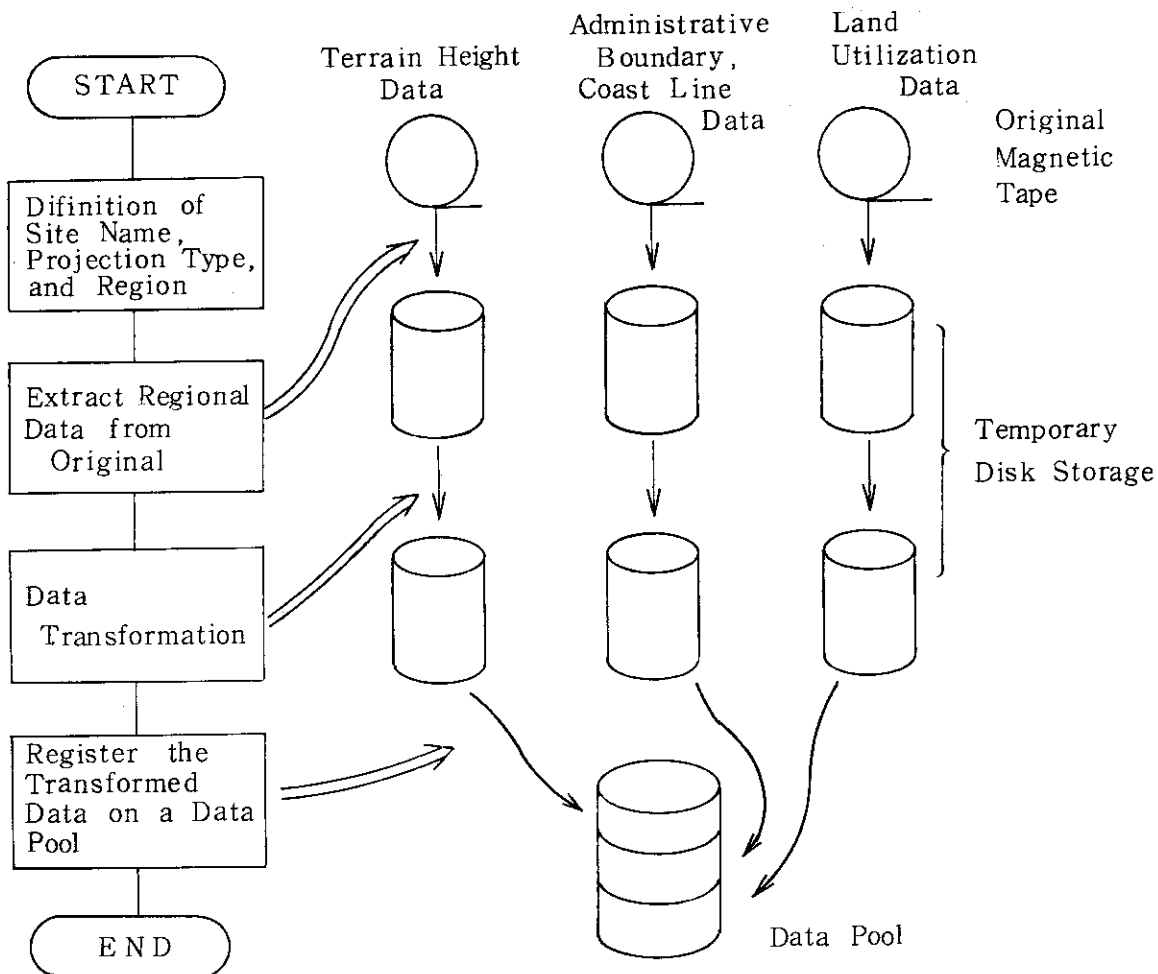 START
Difinition of
Site Name,
Projection Type,
and Region
Extract Regional
Data from
Original
Data
Transformation
Register the
Transformed
Data on a Data
Pool
END
Terrain Height
Data
Administrative
Boundary,
Coast Line
Data
Land
Utilization
Data
Original
Magnetic
Tape
Temporary
Disk Storage
Data Pool